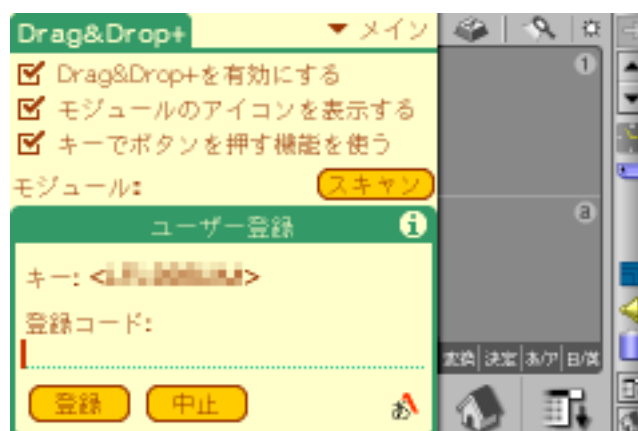 Drag&Drop+
▼ メイン
Drag&Drop+を有効にする
モジュールのアイコンを表示する
キーでボタンを押す機能を使う
モジュール: スキャン
ユーザー登録
キー: < >
登録コード:
登録 中止
あA
1
a
変換 決定 あ/ア 日/英